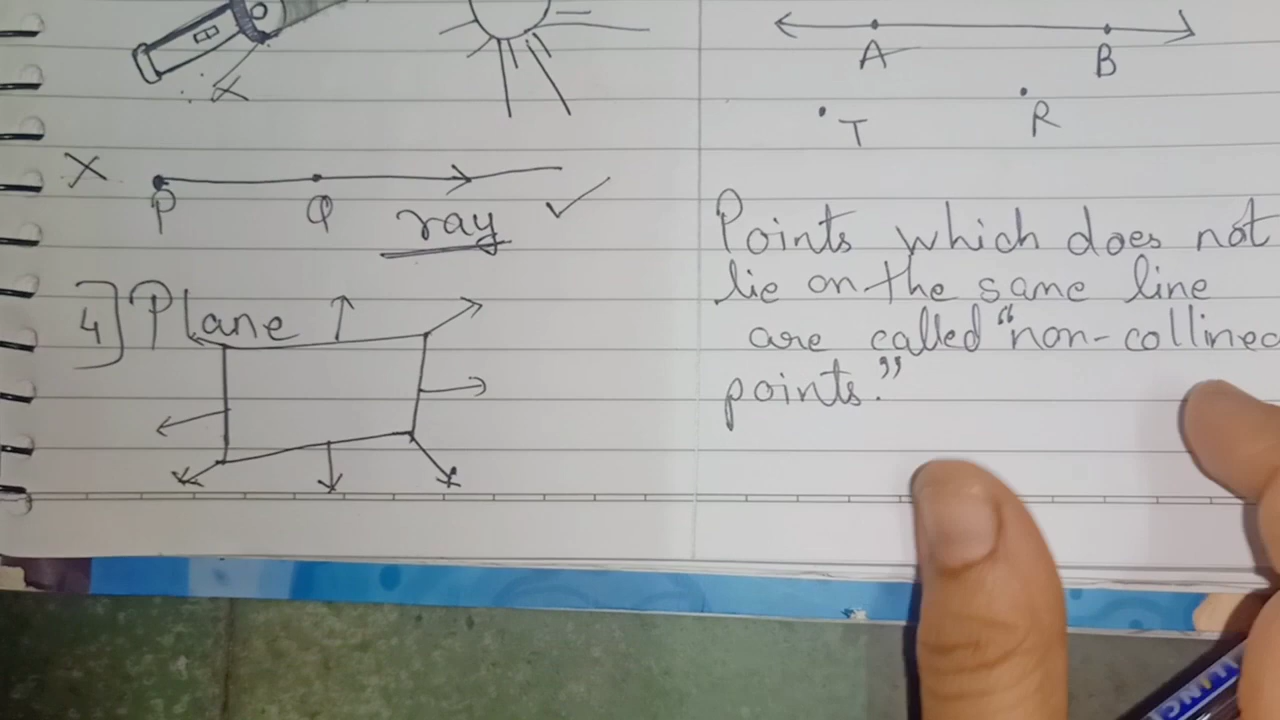 A
B
T
R
P
Q
ray
4] Plane
Points which does not
lie on the same line
are called "non-collinea
points."